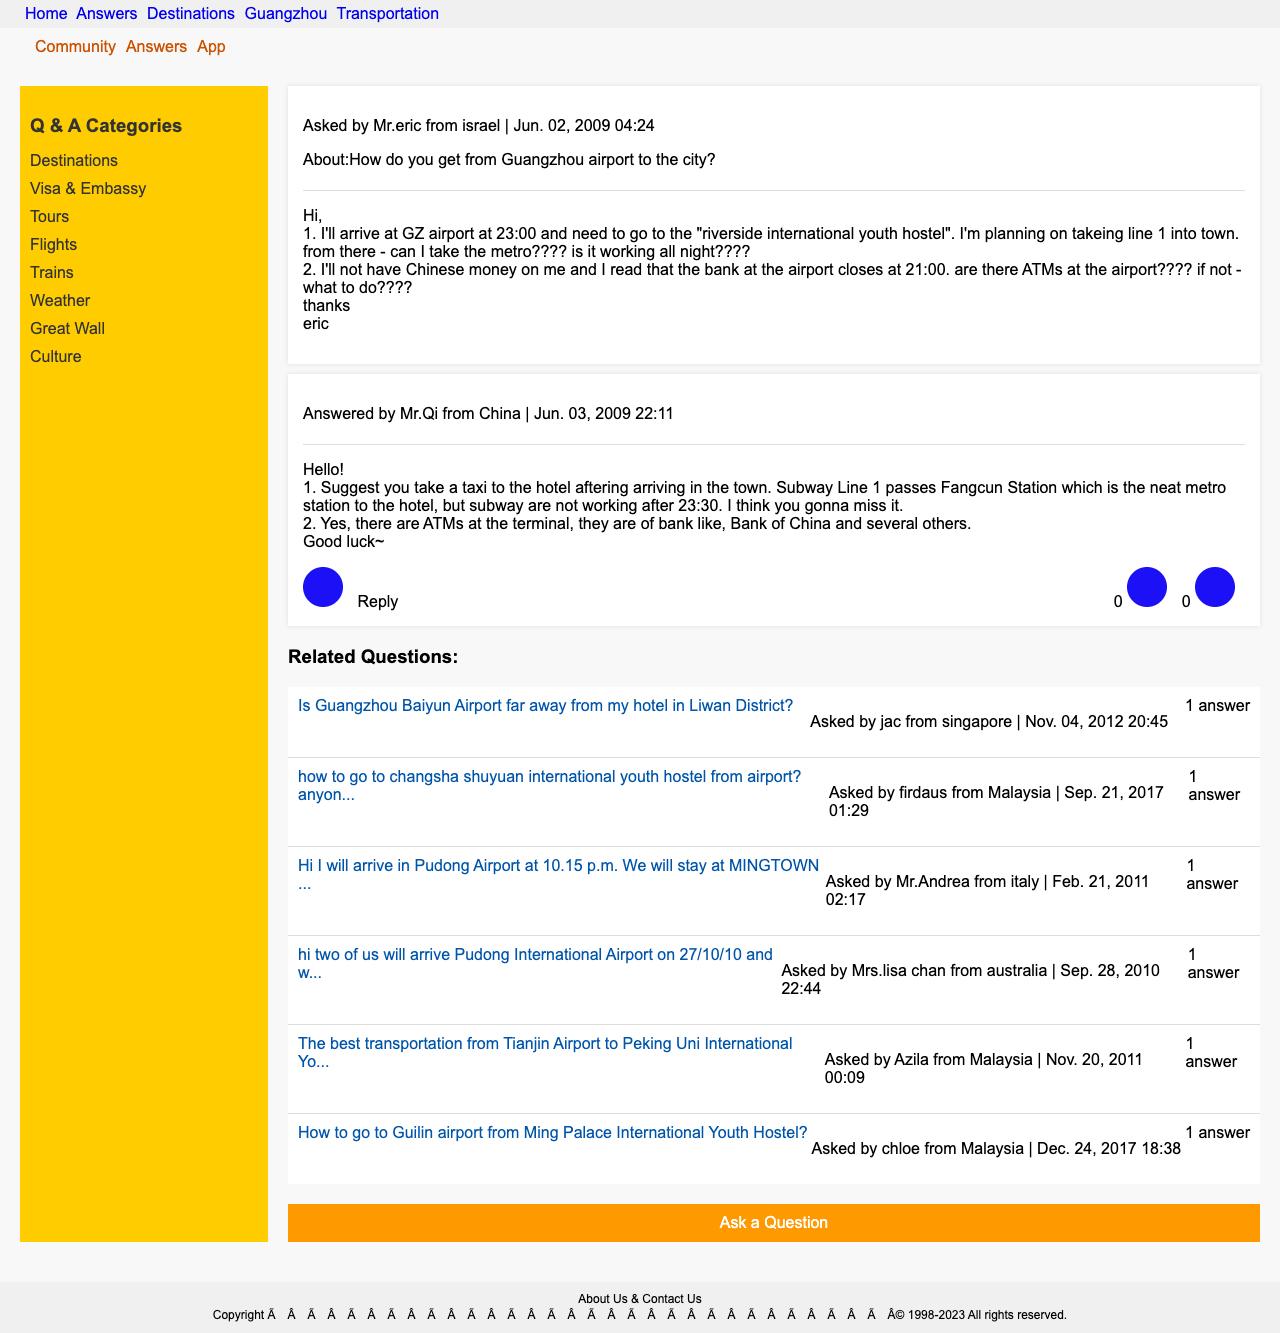 Home Answers Destinations Guangzhou Transportation
Community Answers App
Q & A Categories
Destinations
Visa & Embassy
Tours
Flights
Trains
Weather
Great Wall
Culture
Asked by Mr.eric from israel | Jun. 02, 2009 04:24
About:How do you get from Guangzhou airport to the city?
Hi,
1. I'll arrive at GZ airport at 23:00 and need to go to the "riverside international youth hostel". I'm planning on takeing line 1 into town.
from there - can I take the metro???? is it working all night????
2. I'll not have Chinese money on me and I read that the bank at the airport closes at 21:00. are there ATMs at the airport???? if not -
what to do????
thanks
eric
Answered by Mr.Qi from China | Jun. 03, 2009 22:11
Hello!
1. Suggest you take a taxi to the hotel aftering arriving in the town. Subway Line 1 passes Fangcun Station which is the neat metro
station to the hotel, but subway are not working after 23:30. I think you gonna miss it.
2. Yes, there are ATMs at the terminal, they are of bank like, Bank of China and several others.
Good luck~
Reply 0 0
Related Questions:
Is Guangzhou Baiyun Airport far away from my hotel in Liwan District?
Asked by jac from singapore | Nov. 04, 2012 20:45
1 answer
how to go to changsha shuyuan international youth hostel from airport?
anyon...
Asked by firdaus from Malaysia | Sep. 21, 2017
01:29
1
answer
Hi I will arrive in Pudong Airport at 10.15 p.m. We will stay at MINGTOWN
...
Asked by Mr.Andrea from italy | Feb. 21, 2011
02:17
1
answer
hi two of us will arrive Pudong International Airport on 27/10/10 and
w...
Asked by Mrs.lisa chan from australia | Sep. 28, 2010
22:44
1
answer
The best transportation from Tianjin Airport to Peking Uni International
Yo...
Asked by Azila from Malaysia | Nov. 20, 2011
00:09
1
answer
How to go to Guilin airport from Ming Palace International Youth Hostel?
Asked by chloe from Malaysia | Dec. 24, 2017 18:38
1 answer
Ask a Question
About Us & Contact Us
Copyright Ã Â Ã Â Ã Â Ã Â Ã Â Ã Â Ã Â Ã Â Ã Â Ã Â Ã Â Ã Â Ã Â Ã Â Ã Â Ã Â© 1998-2023 All rights reserved.